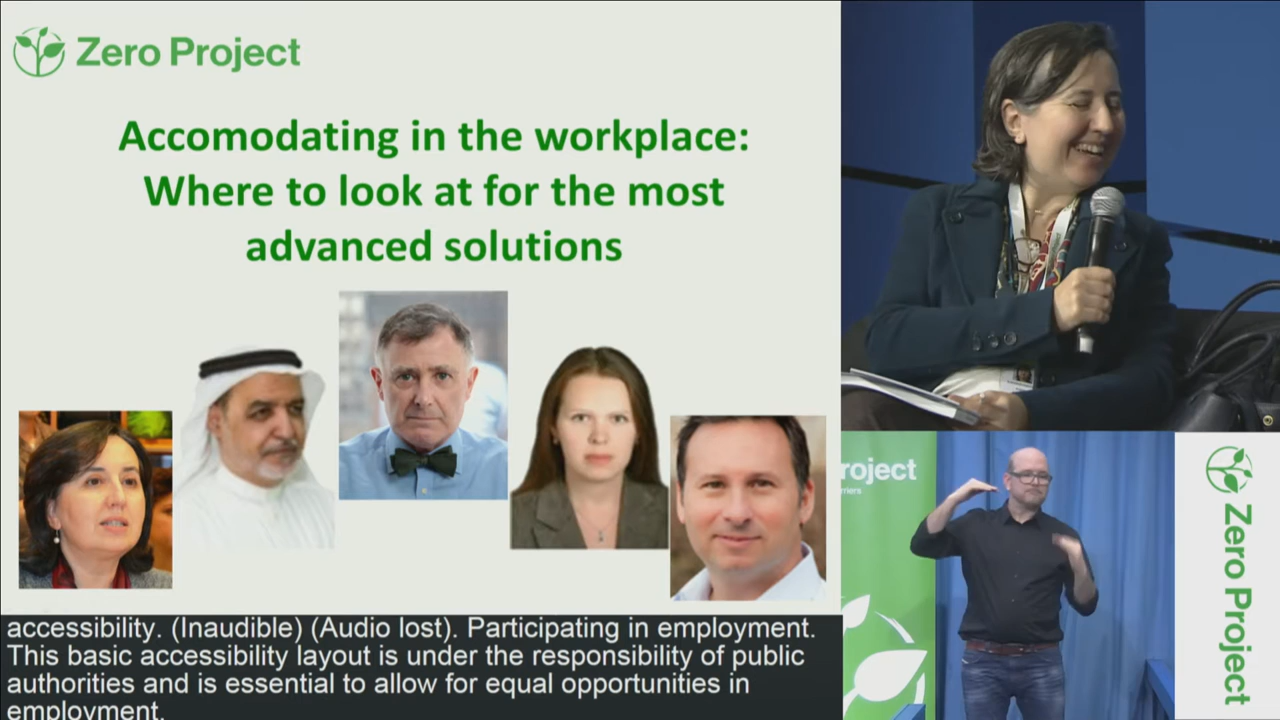 Zero Project
Accomodating in the workplace:
Where to look at for the most
advanced solutions
accessibility. (Inaudible) (Audio lost). Participating in employment.
This basic accessibility layout is under the responsibility of public
authorities and is essential to allow for equal opportunities in
employment.
roject
rriers
Zero Project